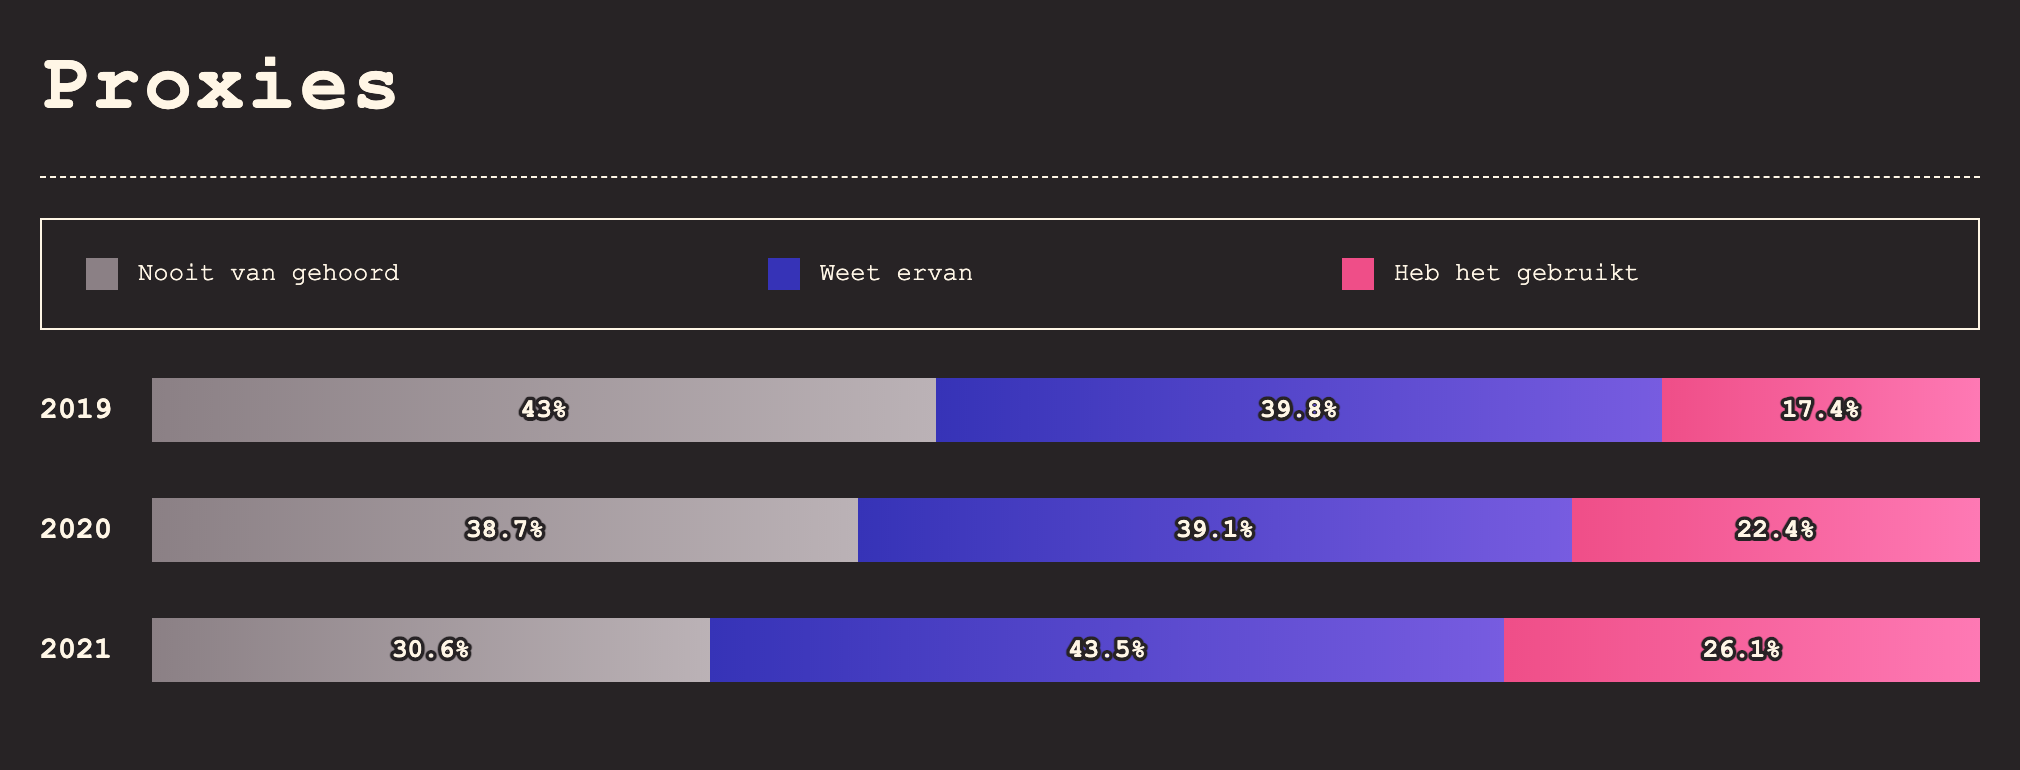 Proxies
Nooit van gehoord Weet ervan Heb het gebruikt
2019 43% 39.8% 17.4%
2020 38.7% 39.1% 22.4%
2021 30.6% 43.5% 26.1%